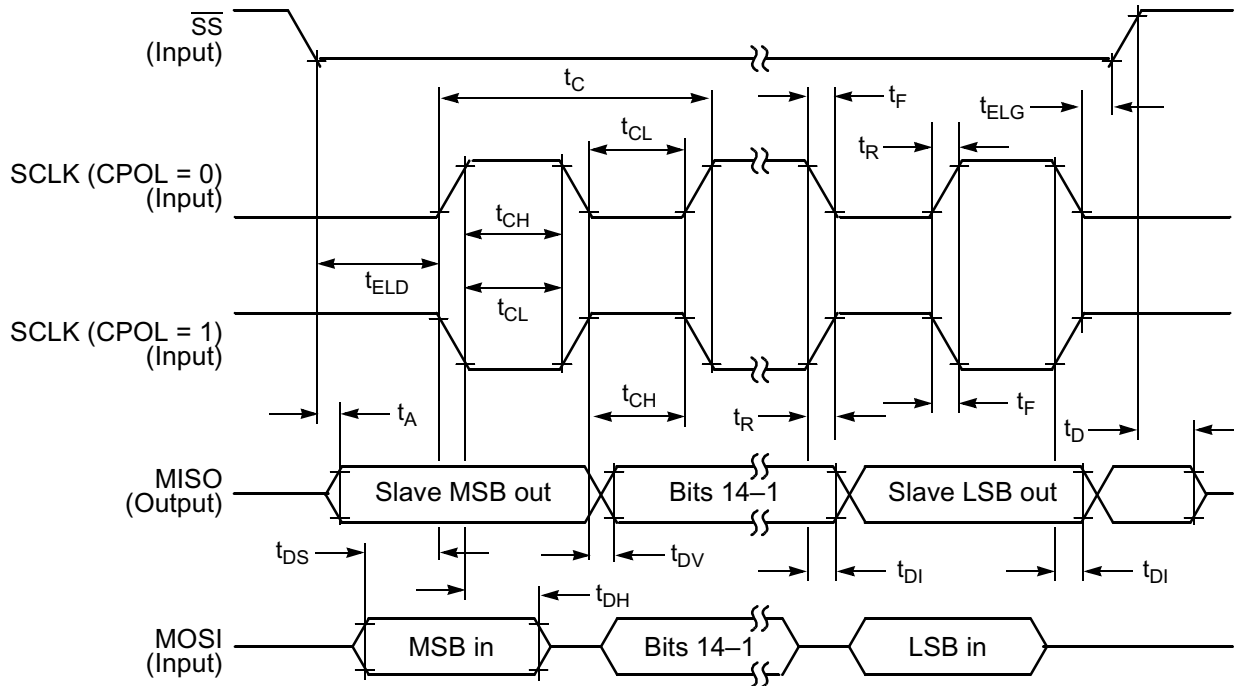 SS
(Input)
tC
tF
tELG
tCL
tR
SCLK (CPOL = 0)
(Input)
tCH
tELD
tCL
SCLK (CPOL = 1)
(Input)
tCH
tA
tR
tF
tD
MISO
(Output)
Slave MSB out
Bits 14–1
Slave LSB out
tDS
tDV
tDI
tDI
tDH
MOSI
(Input)
MSB in
Bits 14–1
LSB in